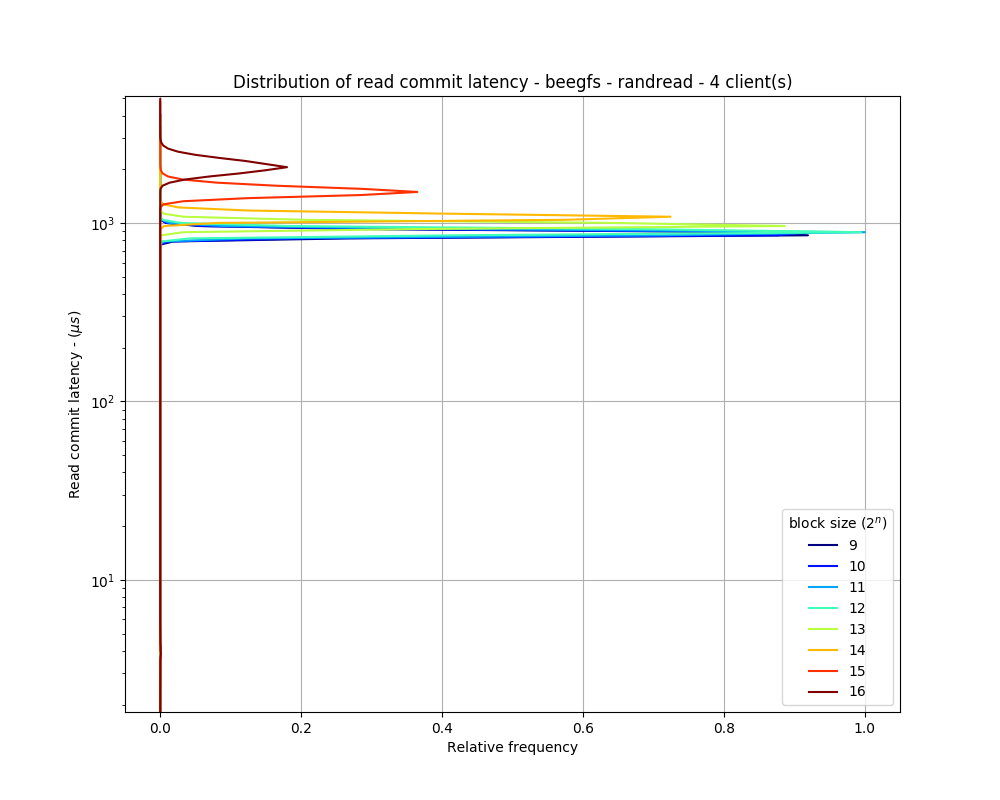 Distribution of read commit latency - beegfs - randread - 4 client(s)
Read commit latency - (μs)
10³
10²
10¹
block size (2ⁿ)
9
10
11
12
13
14
15
16
0.0 0.2 0.4 0.6 0.8 1.0
Relative frequency